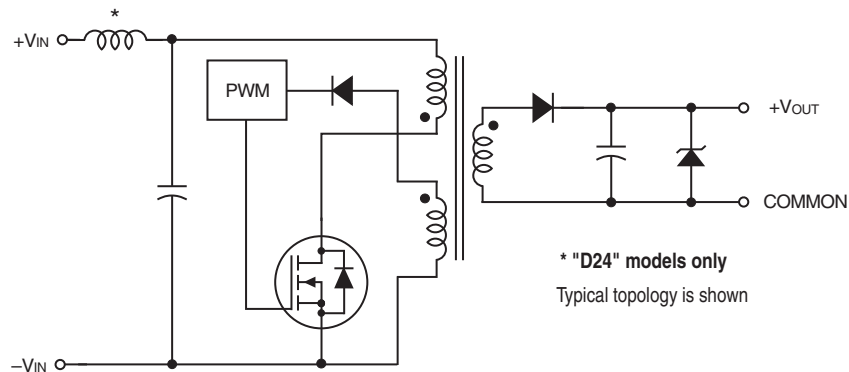 *
+VIN
PWM
+VOUT
COMMON
* "D24" models only
Typical topology is shown
–VIN